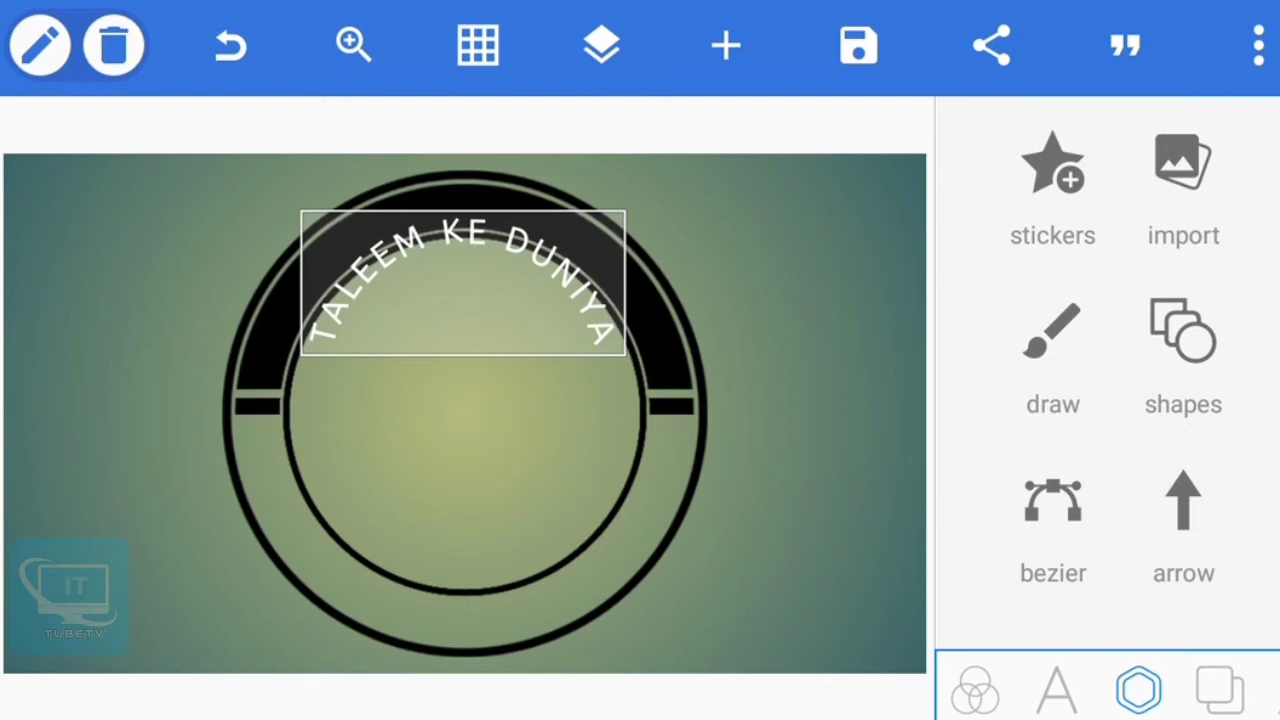 stickers
import
TALEEM KE DUNIYA
draw
shapes
bezier
arrow
IT
TUBETV